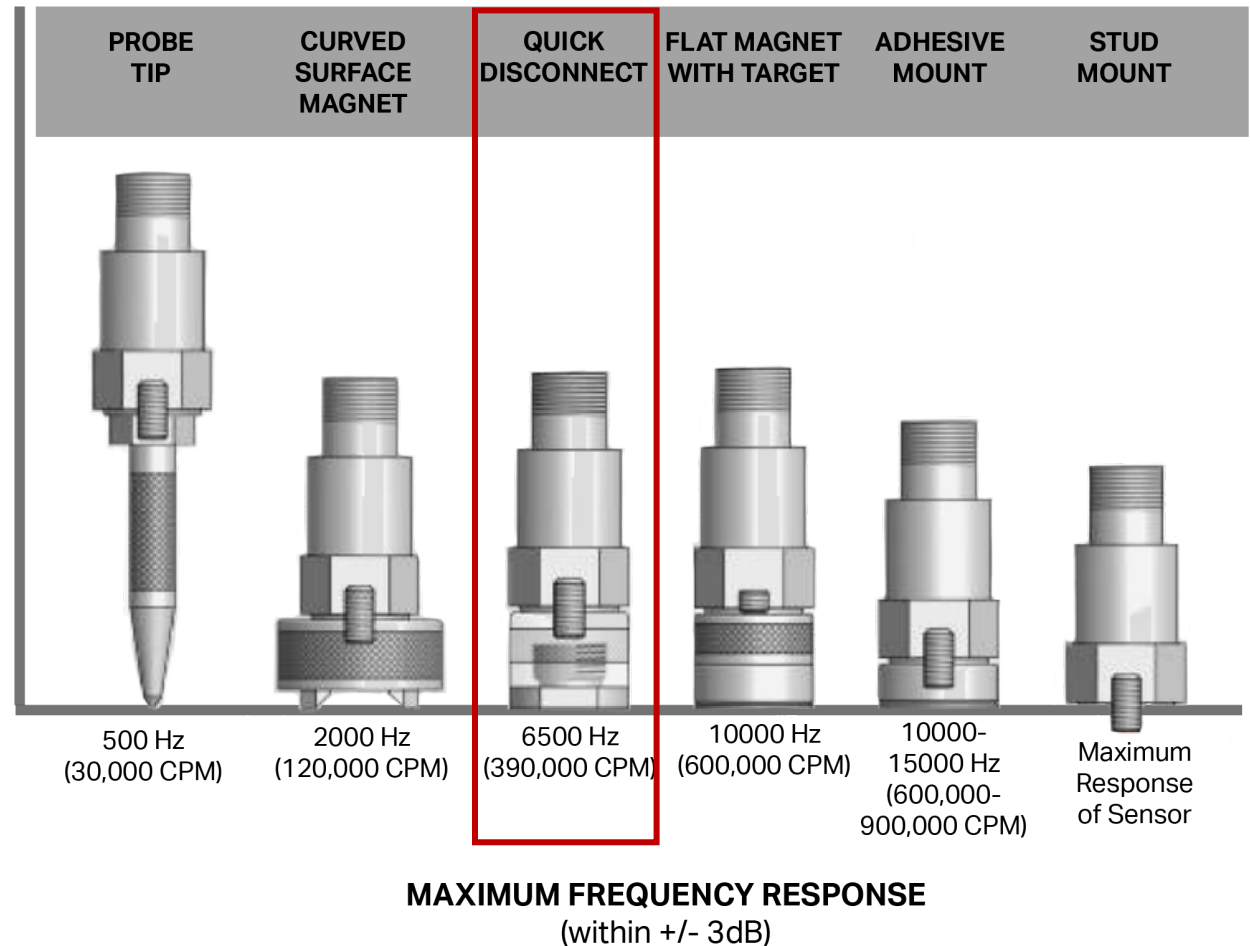 PROBE
TIP
CURVED
SURFACE
MAGNET
QUICK
DISCONNECT
FLAT MAGNET
WITH TARGET
ADHESIVE
MOUNT
STUD
MOUNT
500 Hz
(30,000 CPM)
2000 Hz
(120,000 CPM)
6500 Hz
(390,000 CPM)
10000 Hz
(600,000 CPM)
10000-
15000 Hz
(600,000-
900,000 CPM)
Maximum
Response
of Sensor
MAXIMUM FREQUENCY RESPONSE
(within +/- 3dB)